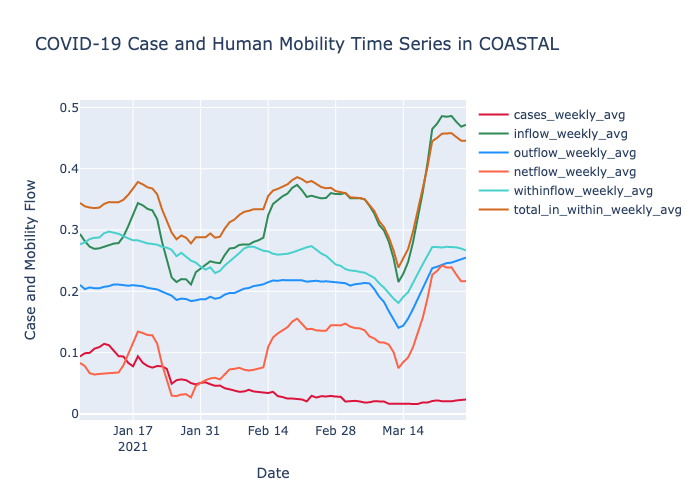 COVID-19 Case and Human Mobility Time Series in COASTAL
0.5
0.4
0.3
0.2
0.1
0
Case and Mobility Flow
Jan 17
2021
Jan 31
Feb 14
Feb 28
Mar 14
Date
cases_weekly_avg
inflow_weekly_avg
outflow_weekly_avg
netflow_weekly_avg
withinflow_weekly_avg
total_in_within_weekly_avg